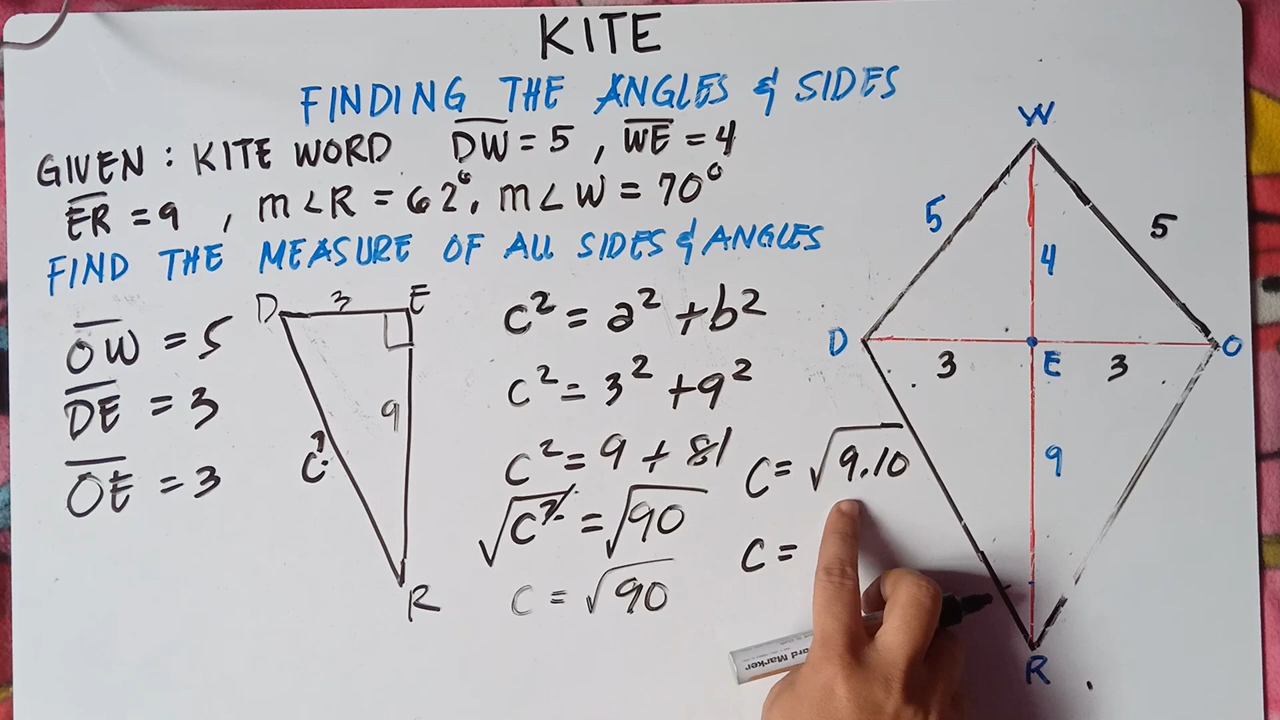 KITE
FINDING THE ANGLES & SIDES
GIVEN : KITE WORD DW = 5 , WE = 4
ER = 9 , m∠R = 62°, m∠W = 70°
FIND THE MEASURE OF ALL SIDES & ANGLES
OW = 5
DE = 3
OE = 3
D 3 E
9
C?
R
c² = a² + b²
c² = 3² + 9²
c² = 9 + 81
√c² = √90
c = √90
c = √9.10
c =
W
5 5
4
D E O
3 3
9
R
ord Marker